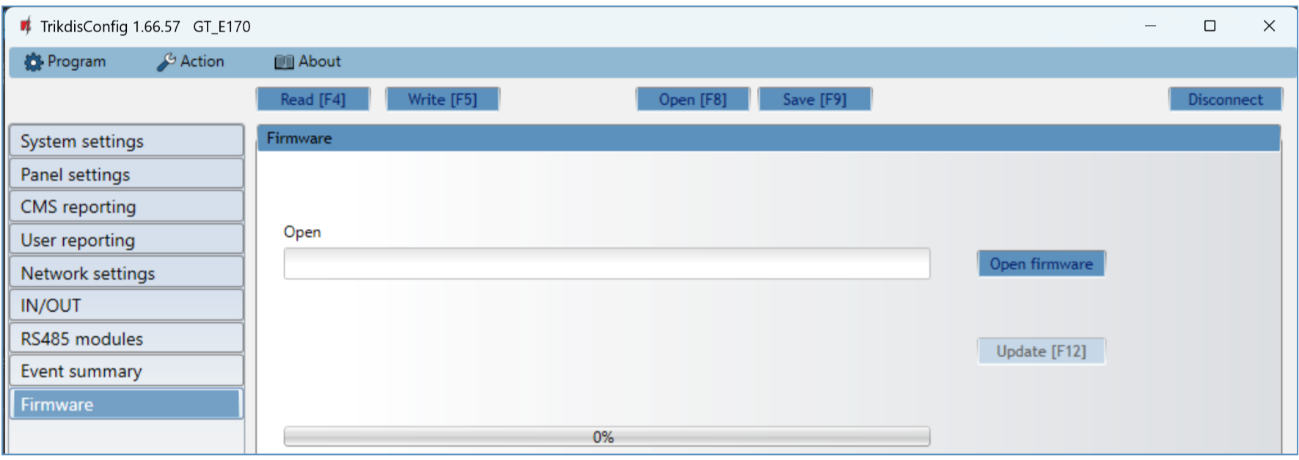 TrikdisConfig 1.66.57 GT_E170
Program Action About
Read [F4] Write [F5] Open [F8] Save [F9] Disconnect
System settings
Panel settings
CMS reporting
User reporting
Network settings
IN/OUT
RS485 modules
Event summary
Firmware
Firmware
Open
Open firmware
Update [F12]
0%